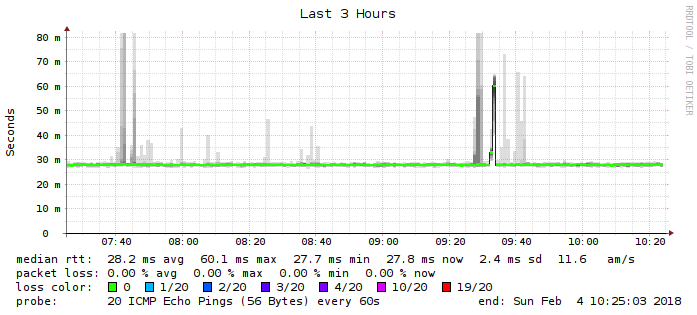 Last 3 Hours
RRDTOOL / TOBI OETIKER
Seconds
80 m
70 m
60 m
50 m
40 m
30 m
20 m
10 m
0
07:40 08:00 08:20 08:40 09:00 09:20 09:40 10:00 10:20
median rtt: 28.2 ms avg 60.1 ms max 27.7 ms min 27.8 ms now 2.4 ms sd 11.6 am/s
packet loss: 0.00 % avg 0.00 % max 0.00 % min 0.00 % now
loss color: 0 1/20 2/20 3/20 4/20 10/20 19/20
probe: 20 ICMP Echo Pings (56 Bytes) every 60s end: Sun Feb 4 10:25:03 2018